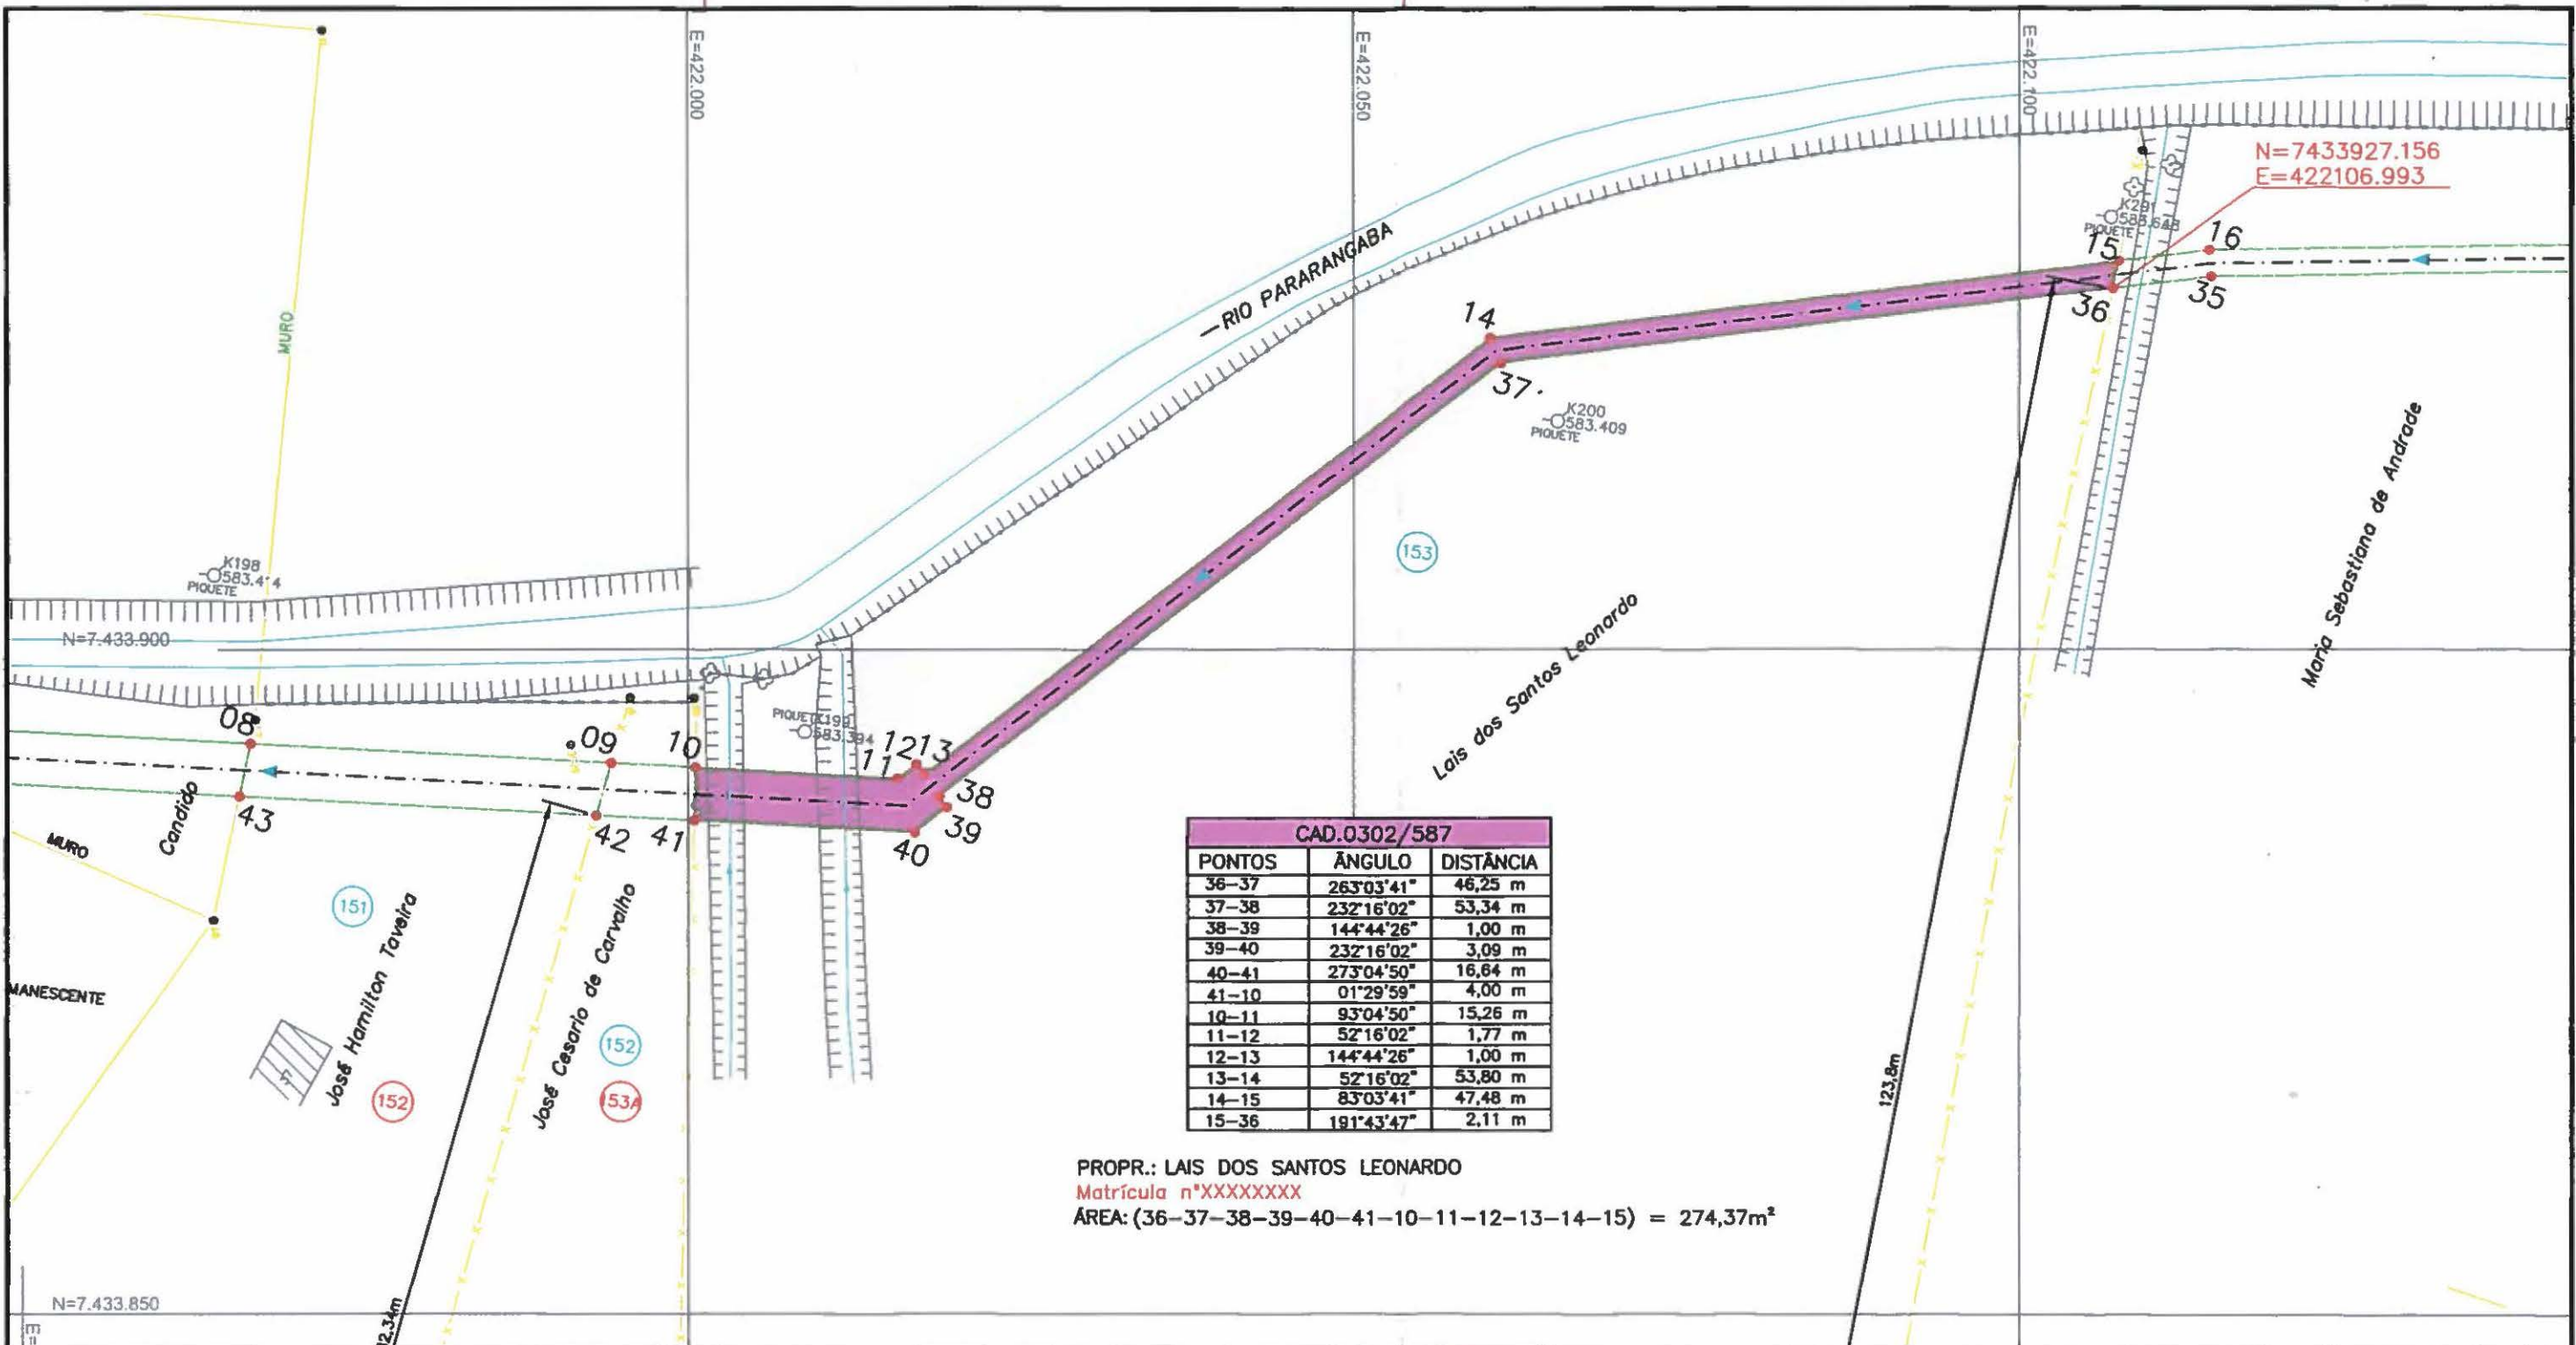 E=422.000
E=422.050
E=422.100
N=7433927.156
E=422106.993
MURO
RIO PARARANGABA
K291
PIQUETE
15
16
36
35
14
37
K200
583.409
PIQUETE
K198
PIQUETE
N=7.433.900
153
Lais dos Santos Leonardo
Maria Sebastiana de Andrade
PIQUETE
583.394
08
09
10
11
12
13
38
39
40
41
42
43
Candido
MURO
151
José Hamilton Taveira
152
José Cesario de Carvalho
152
153A
MANESCENTE
CAD.0302/587
PONTOS ÂNGULO DISTÂNCIA
36-37 263°03'41" 46,25 m
37-38 232°16'02" 53,34 m
38-39 144°44'26" 1,00 m
39-40 232°16'02" 3,09 m
40-41 273°04'50" 16,64 m
41-10 01°29'59" 4,00 m
10-11 93°04'50" 15,26 m
11-12 52°16'02" 1,77 m
12-13 144°44'26" 1,00 m
13-14 52°16'02" 53,80 m
14-15 83°03'41" 47,48 m
15-36 191°43'47" 2,11 m
123,8m
PROPR.: LAIS DOS SANTOS LEONARDO
Matrícula n°XXXXXXXX
ÁREA: (36-37-38-39-40-41-10-11-12-13-14-15) = 274,37m²
N=7.433.850
E=